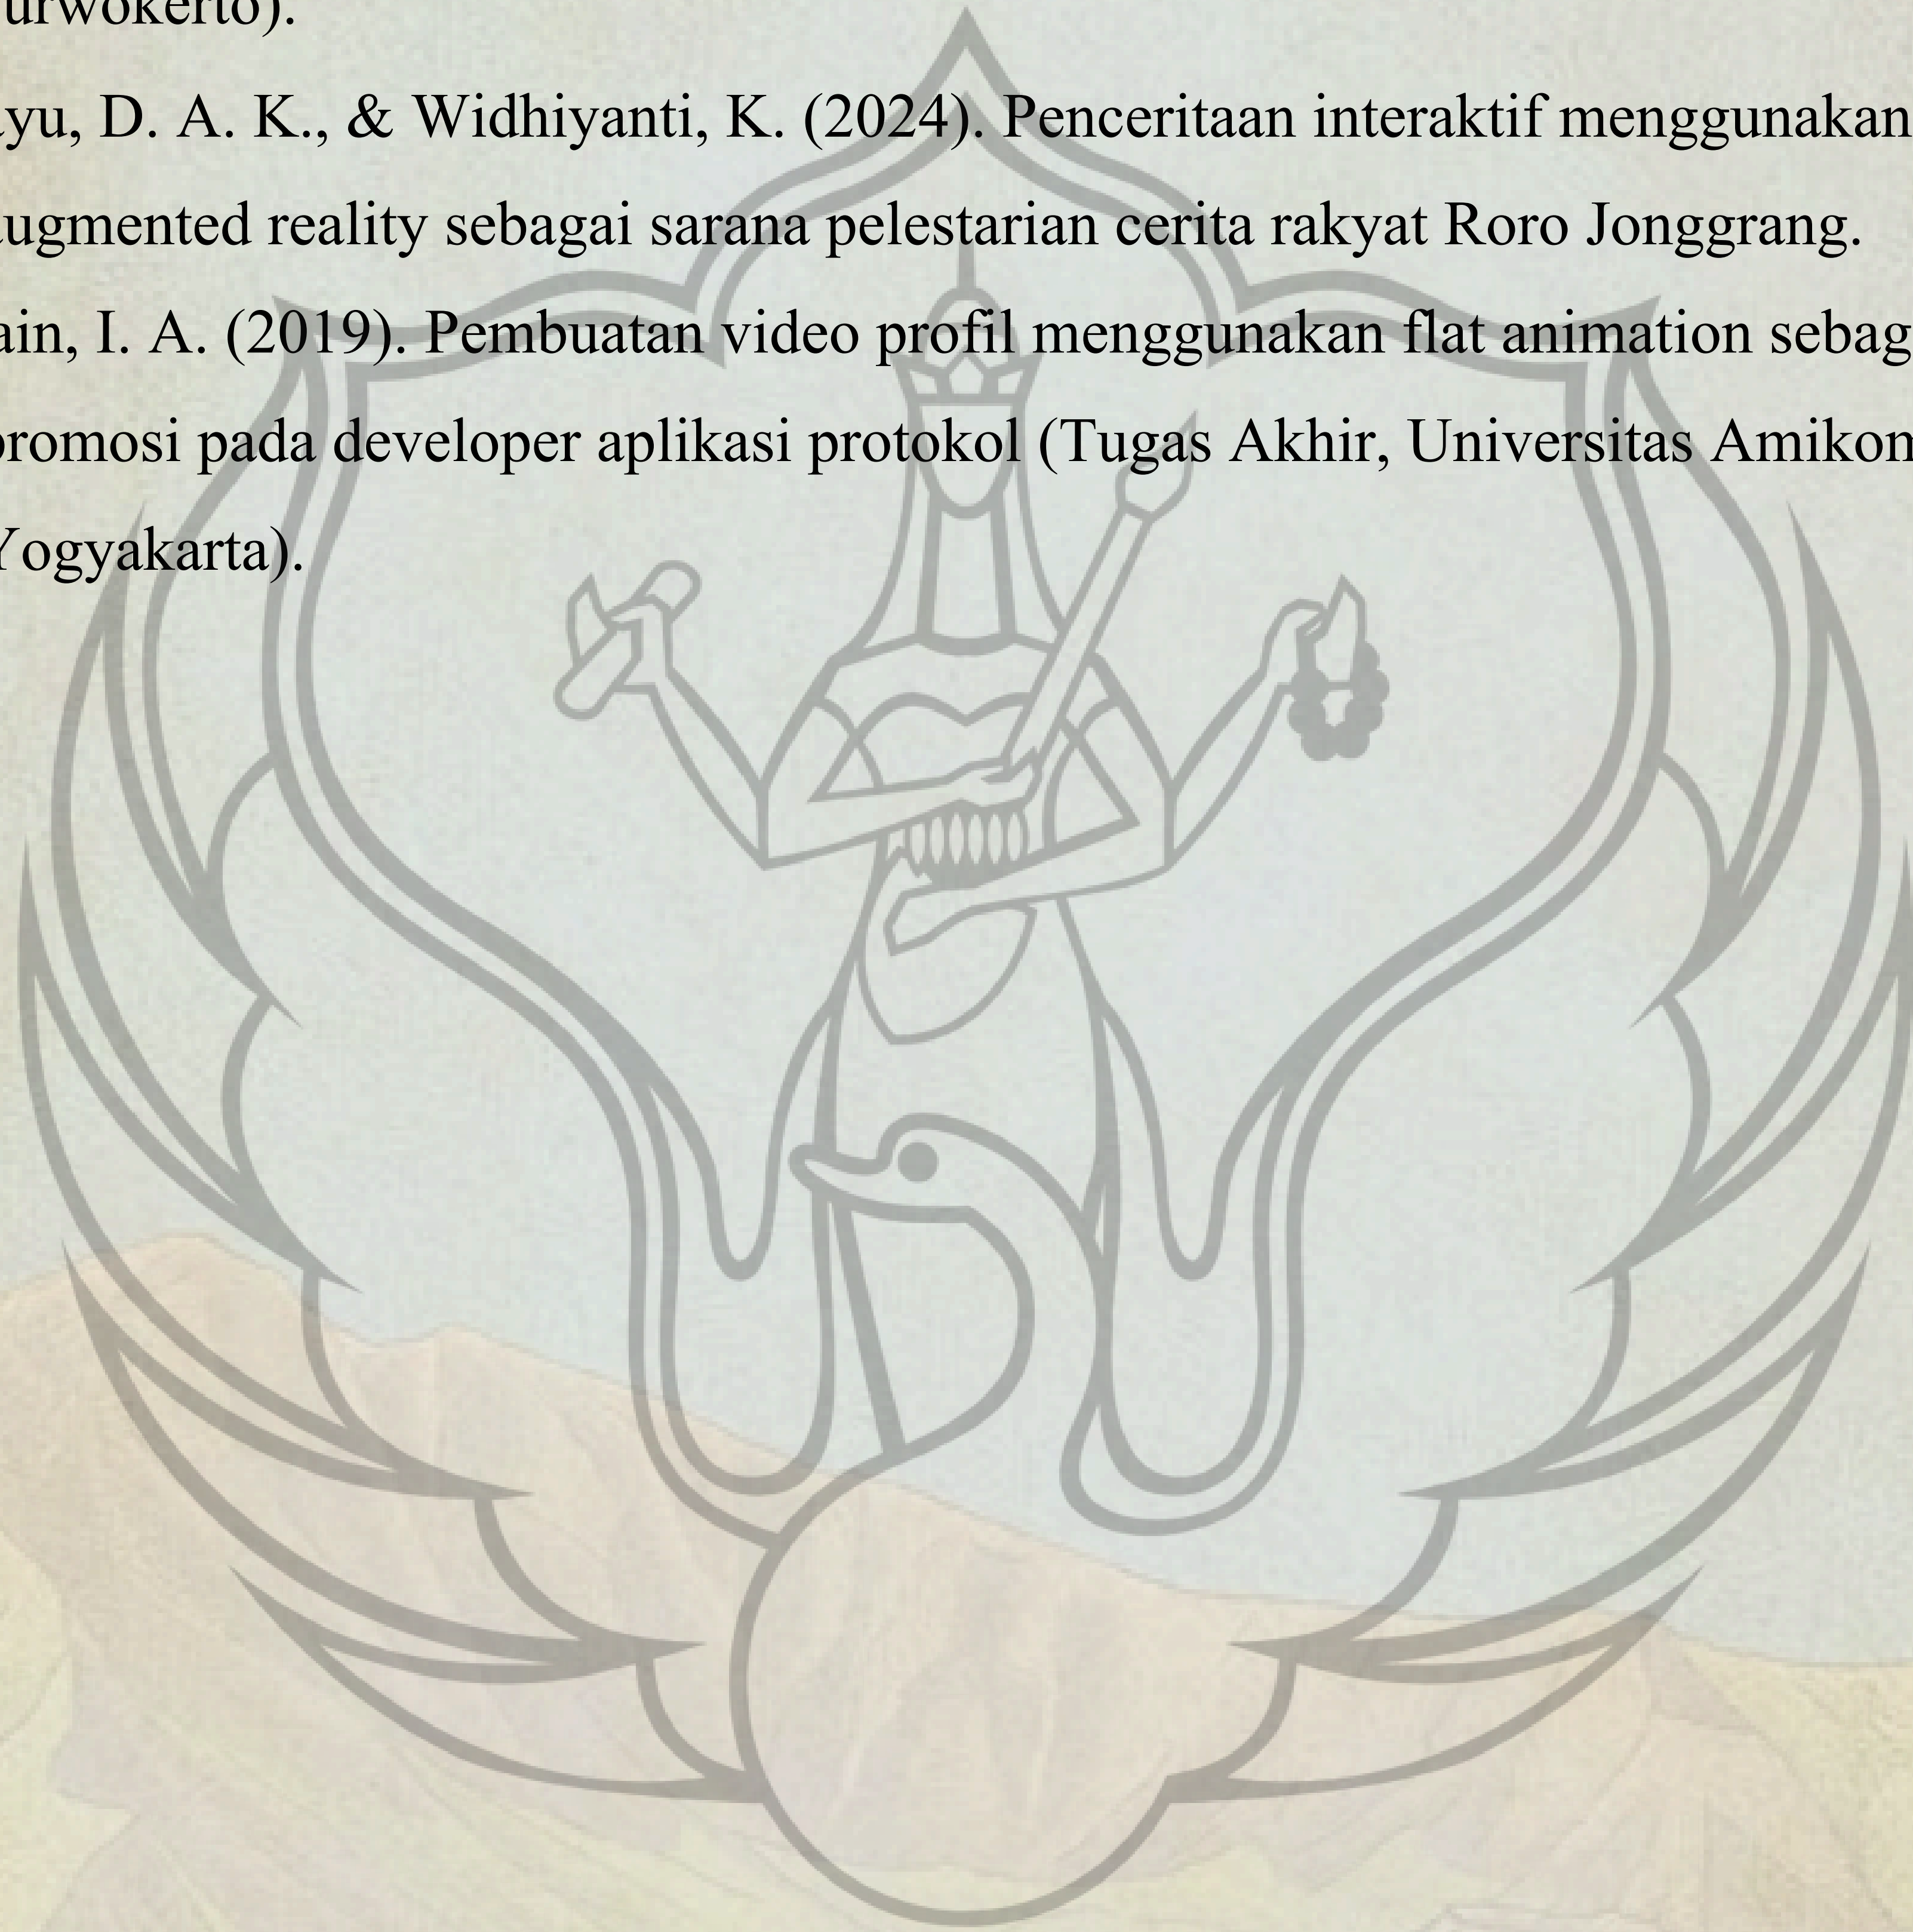 urwokerto).
yu, D. A. K., & Widhiyanti, K. (2024). Penceritaan interaktif menggunakan
augmented reality sebagai sarana pelestarian cerita rakyat Roro Jonggrang.
ain, I. A. (2019). Pembuatan video profil menggunakan flat animation sebag
promosi pada developer aplikasi protokol (Tugas Akhir, Universitas Amikom
Yogyakarta).